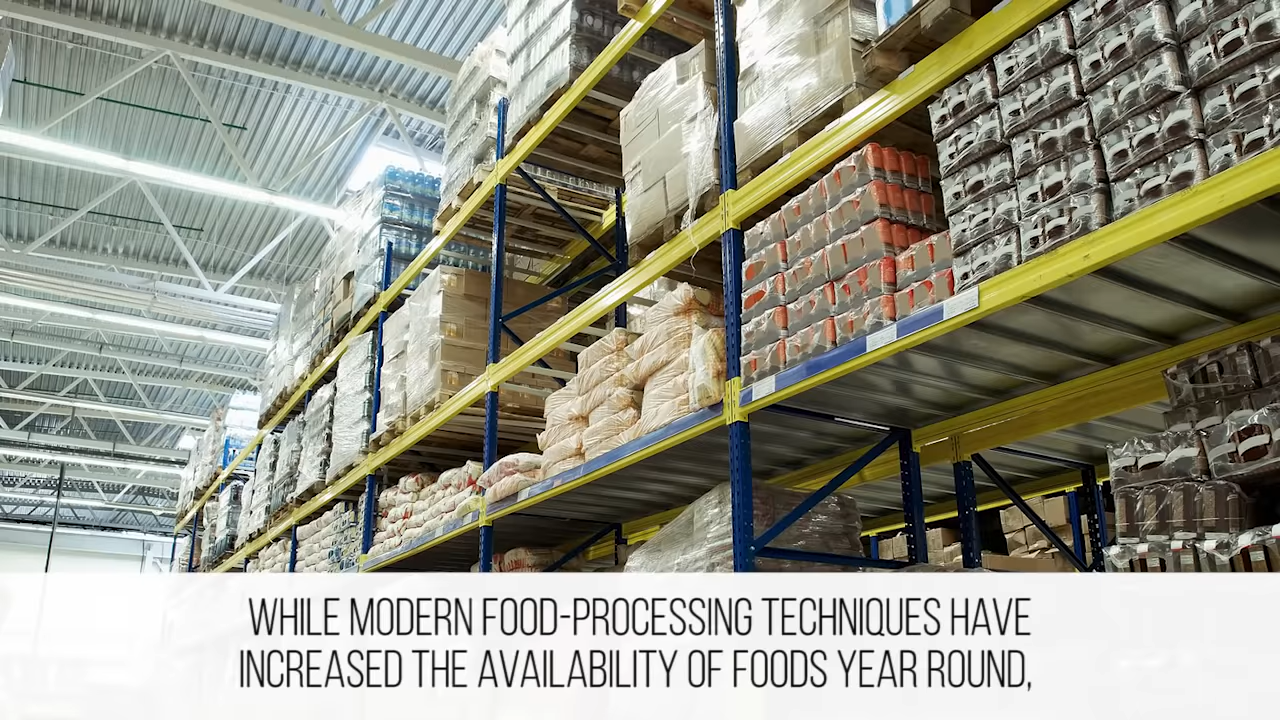 WHILE MODERN FOOD-PROCESSING TECHNIQUES HAVE
INCREASED THE AVAILABILITY OF FOODS YEAR ROUND,